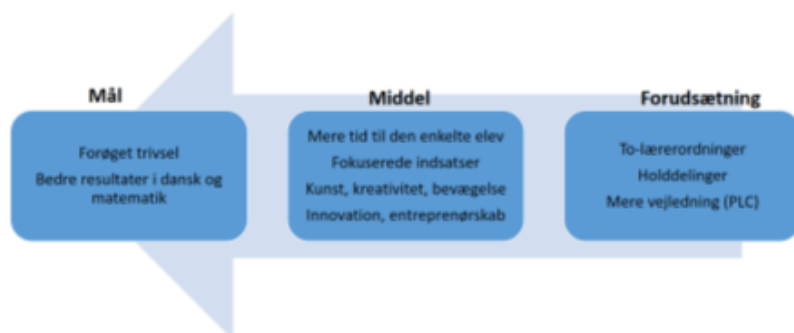 Mål
Forøget trivsel
Bedre resultater i dansk og
matematik
Middel
Mere tid til den enkelte elev
Fokuserede indsatser
Kunst, kreativitet, bevægelse
Innovation, entreprenørskab
Forudsætning
To-lærerordninger
Holddelinger
Mere vejledning (PLC)